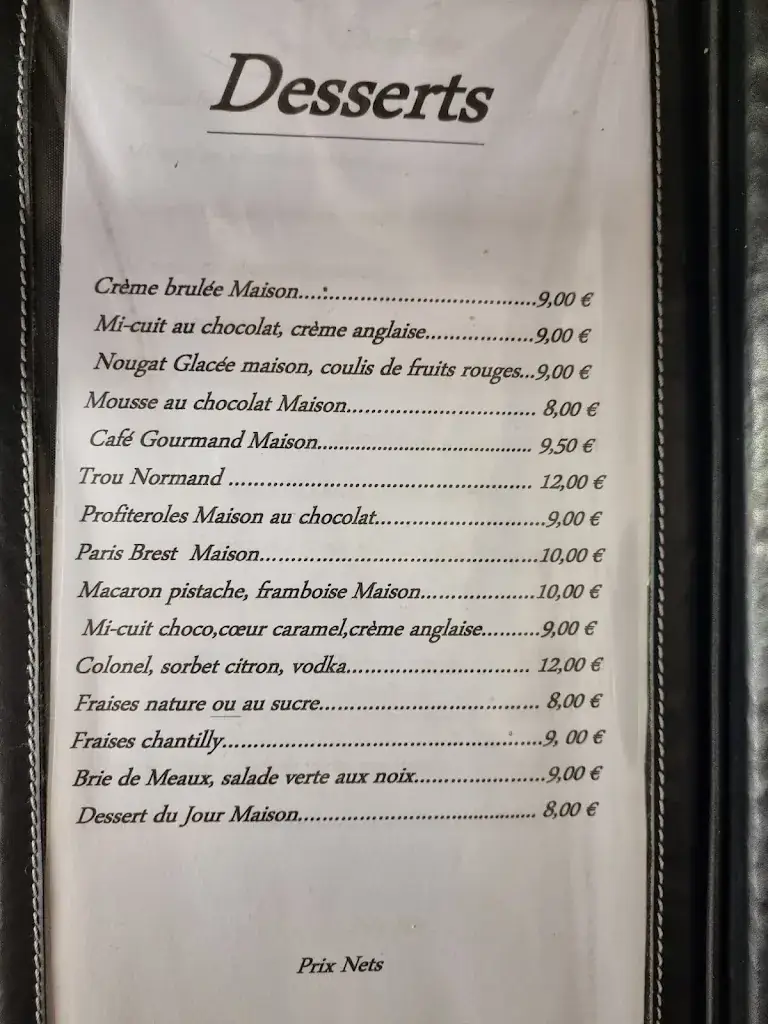 Desserts
Crème brulée Maison..................................9,00 €
Mi-cuit au chocolat, crème anglaise...................9,00 €
Nougat Glacée maison, coulis de fruits rouges...9,00 €
Mousse au chocolat Maison................................. 8,00 €
Café Gourmand Maison....................................... 9,50 €
Trou Normand .................................................... 12,00 €
Profiteroles Maison au chocolat.............................9,00 €
Paris Brest Maison................................................10,00 €
Macaron pistache, framboise Maison....................10,00 €
Mi-cuit choco,cœur caramel,crème anglaise..........9,00 €
Colonel, sorbet citron, vodka............................... 12,00 €
Fraises nature ou au sucre...................................... 8,00 €
Fraises chantilly.......................................................9, 00 €
Brie de Meaux, salade verte aux noix.......................9,00 €
Dessert du Jour Maison......................................... 8,00 €
Prix Nets